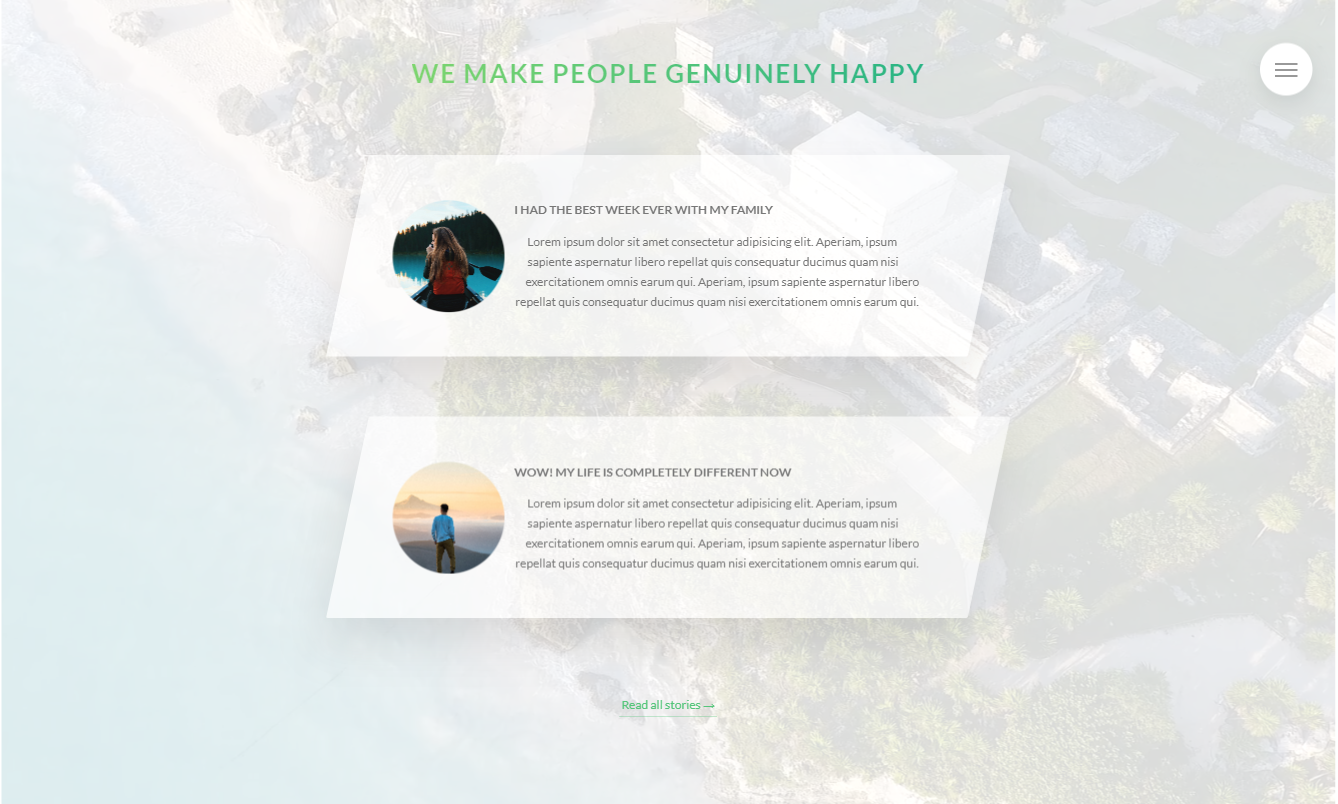 WE MAKE PEOPLE GENUINELY HAPPY
I HAD THE BEST WEEK EVER WITH MY FAMILY
Lorem ipsum dolor sit amet consectetur adipisicing elit. Aperiam, ipsum
sapiente aspernatur libero repellat quis consequatur ducimus quam nisi
exercitationem omnis earum qui. Aperiam, ipsum sapiente aspernatur libero
repellat quis consequatur ducimus quam nisi exercitationem omnis earum qui.
WOW! MY LIFE IS COMPLETELY DIFFERENT NOW
Lorem ipsum dolor sit amet consectetur adipisicing elit. Aperiam, ipsum
sapiente aspernatur libero repellat quis consequatur ducimus quam nisi
exercitationem omnis earum qui. Aperiam, ipsum sapiente aspernatur libero
repellat quis consequatur ducimus quam nisi exercitationem omnis earum qui.
Read all stories →